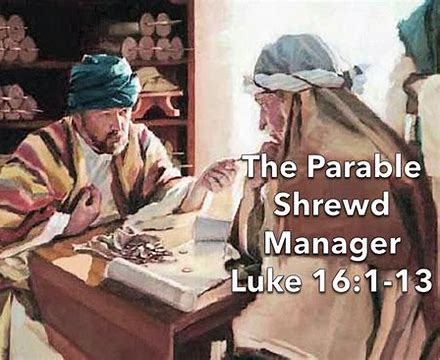 The Parable
Shrewd
Manager
Luke 16:1-13